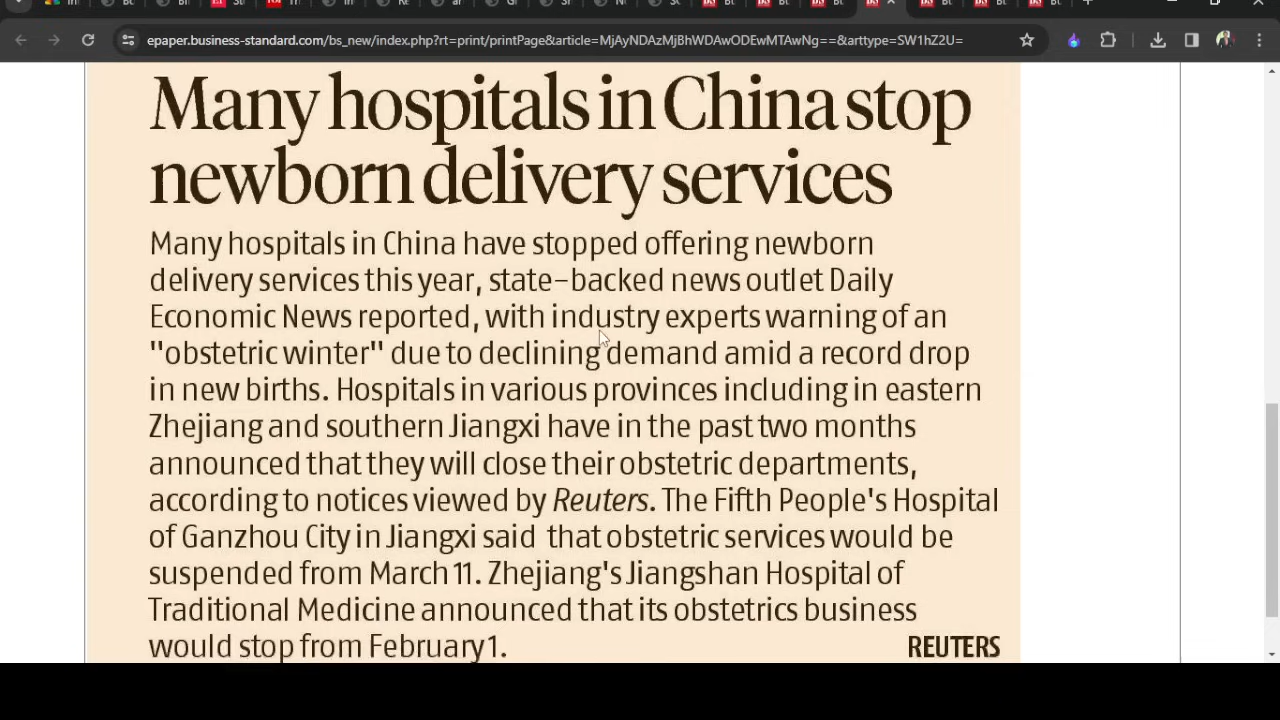 epaper.business-standard.com/bs_new/index.php?rt=print/printPage&article=MjAyNDAzMjBhWDAwODEwMTAwNg==&arttype=SW1hZ2U=
Many hospitals in China stop
newborn delivery services
Many hospitals in China have stopped offering newborn
delivery services this year, state-backed news outlet Daily
Economic News reported, with industry experts warning of an
"obstetric winter" due to declining demand amid a record drop
in new births. Hospitals in various provinces including in eastern
Zhejiang and southern Jiangxi have in the past two months
announced that they will close their obstetric departments,
according to notices viewed by Reuters. The Fifth People's Hospital
of Ganzhou City in Jiangxi said that obstetric services would be
suspended from March 11. Zhejiang's Jiangshan Hospital of
Traditional Medicine announced that its obstetrics business
would stop from February 1.
REUTERS